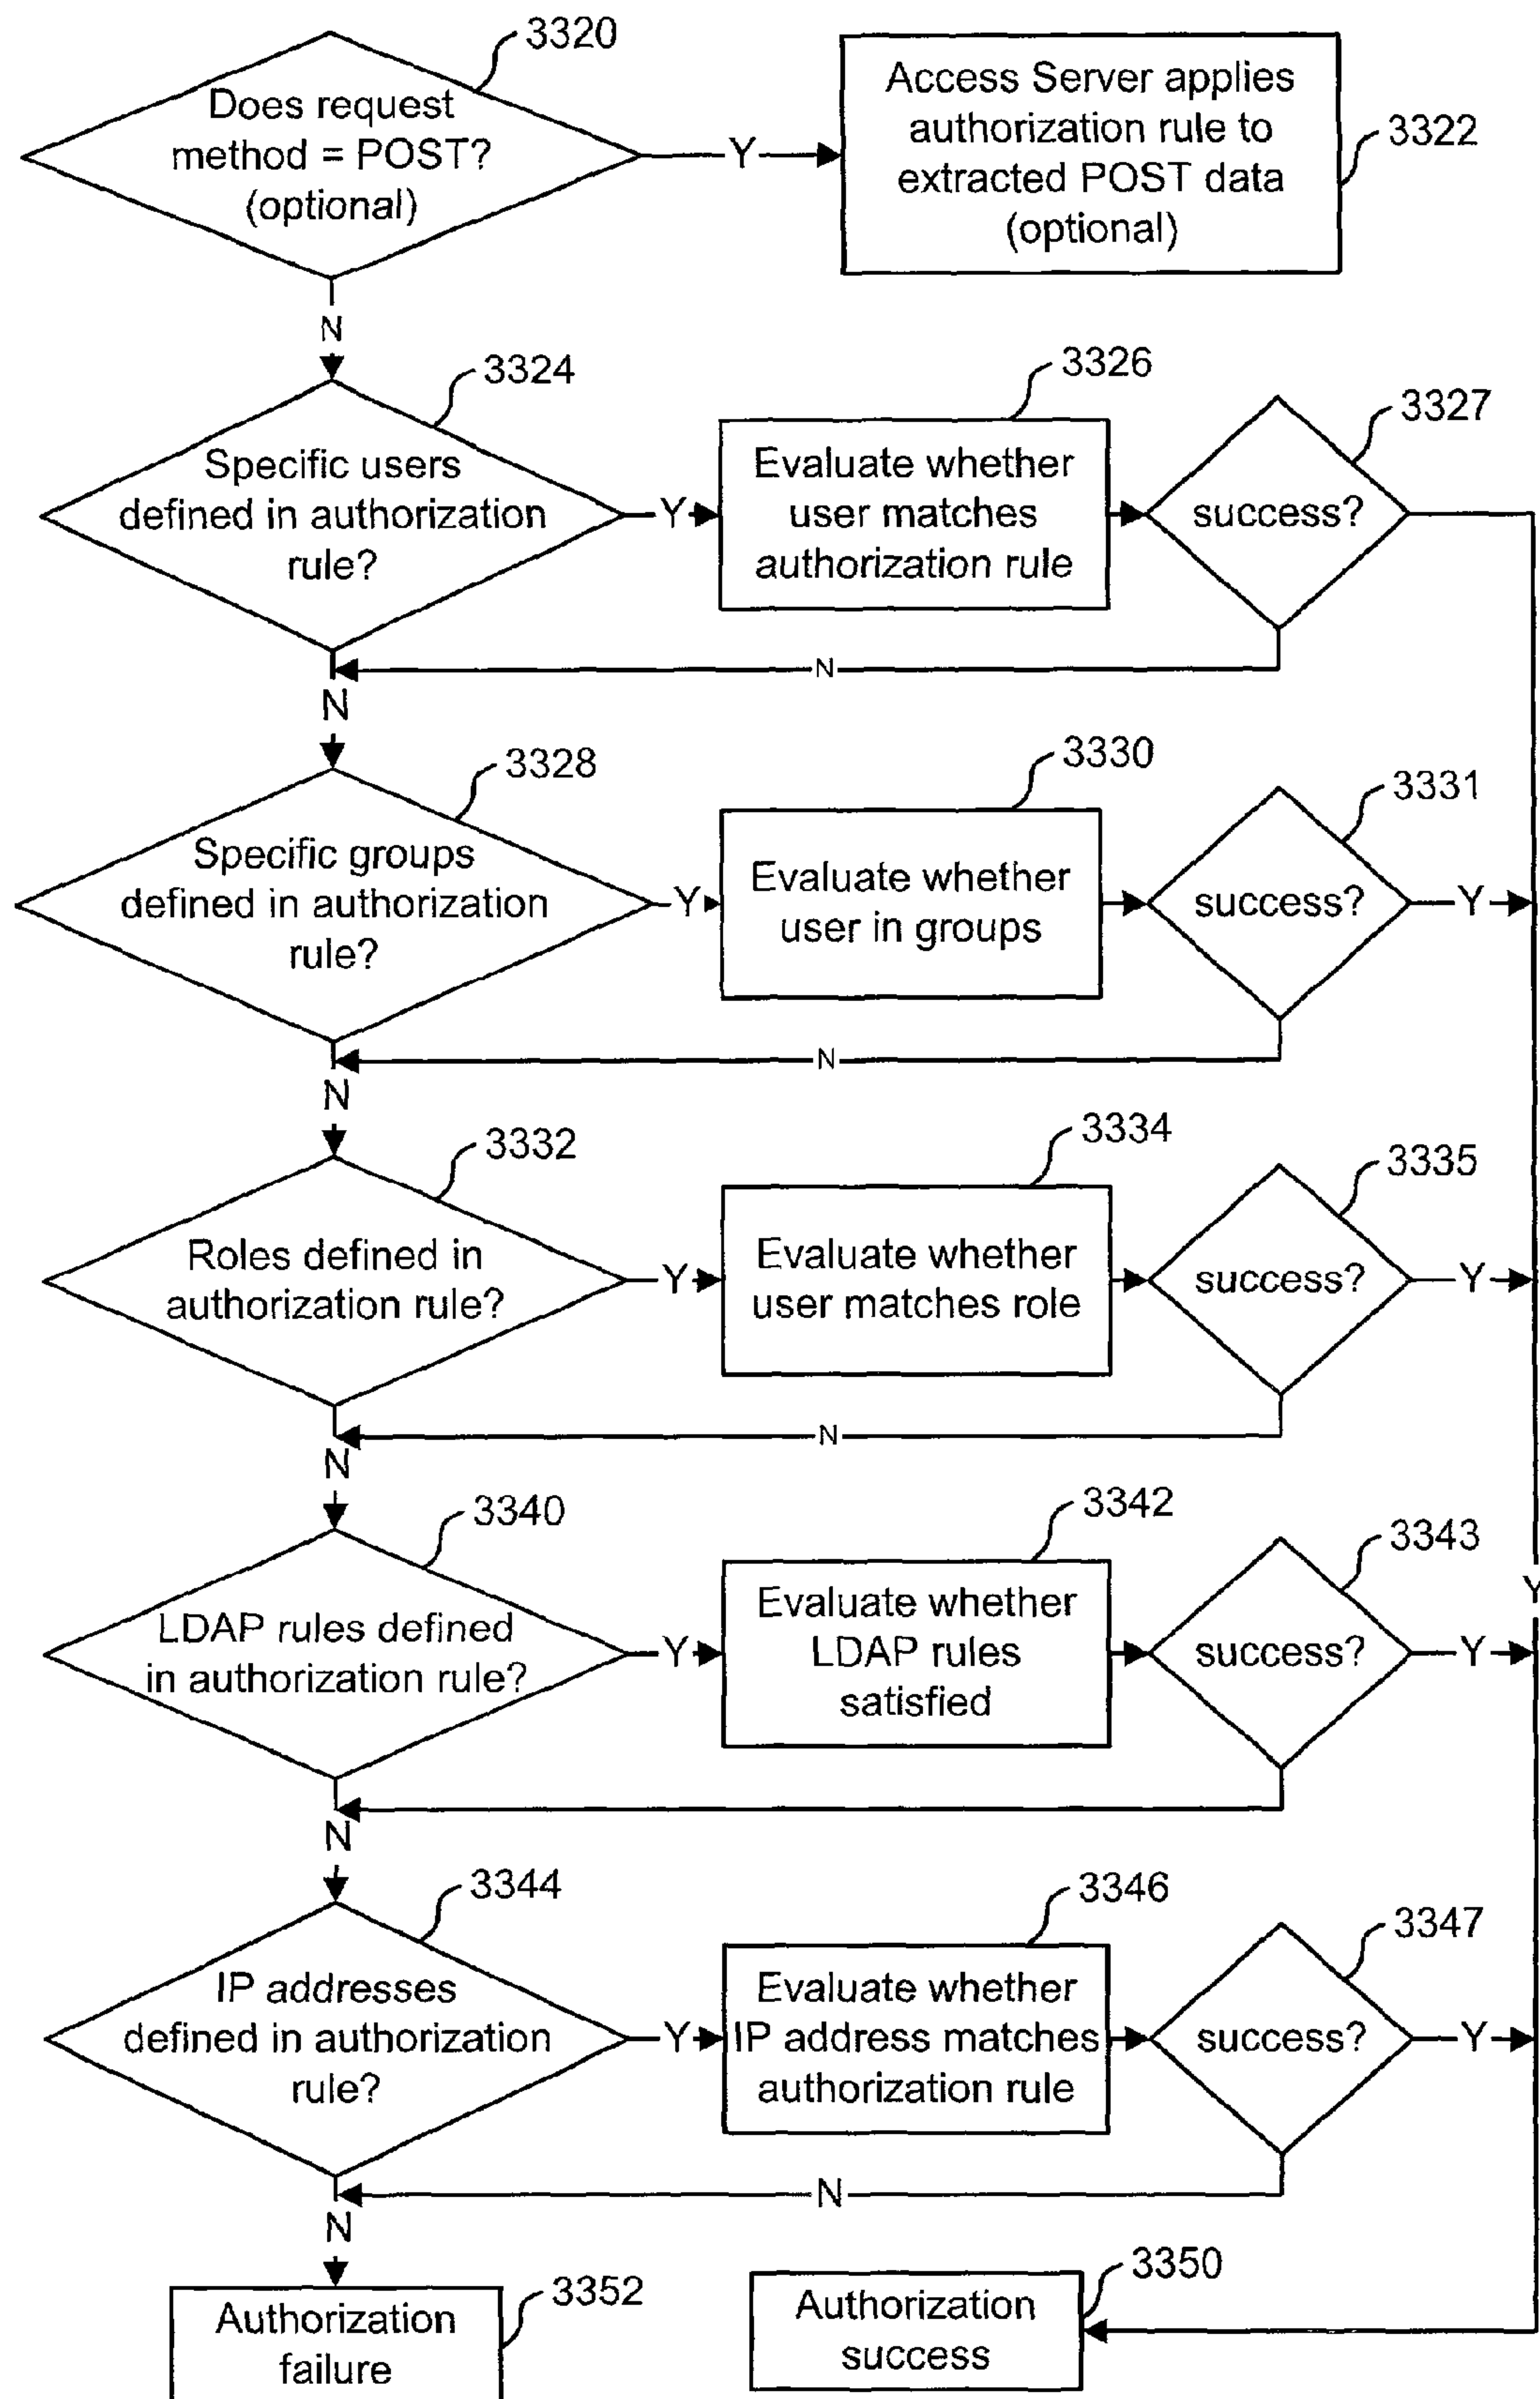 3320
Does request
method = POST?
(optional)
Y
Access Server applies
authorization rule to
extracted POST data
(optional)
3322
N
3324
Specific users
defined in authorization
rule?
Y
3326
Evaluate whether
user matches
authorization rule
3327
success?
N
N
3328
Specific groups
defined in authorization
rule?
Y
3330
Evaluate whether
user in groups
3331
success?
Y
N
N
3332
Roles defined in
authorization rule?
Y
3334
Evaluate whether
user matches role
3335
success?
Y
N
N
3340
LDAP rules defined
in authorization rule?
Y
3342
Evaluate whether
LDAP rules
satisfied
3343
success?
Y
Y
N
3344
IP addresses
defined in authorization
rule?
Y
3346
Evaluate whether
IP address matches
authorization rule
3347
success?
Y
N
N
3352
Authorization
failure
3350
Authorization
success